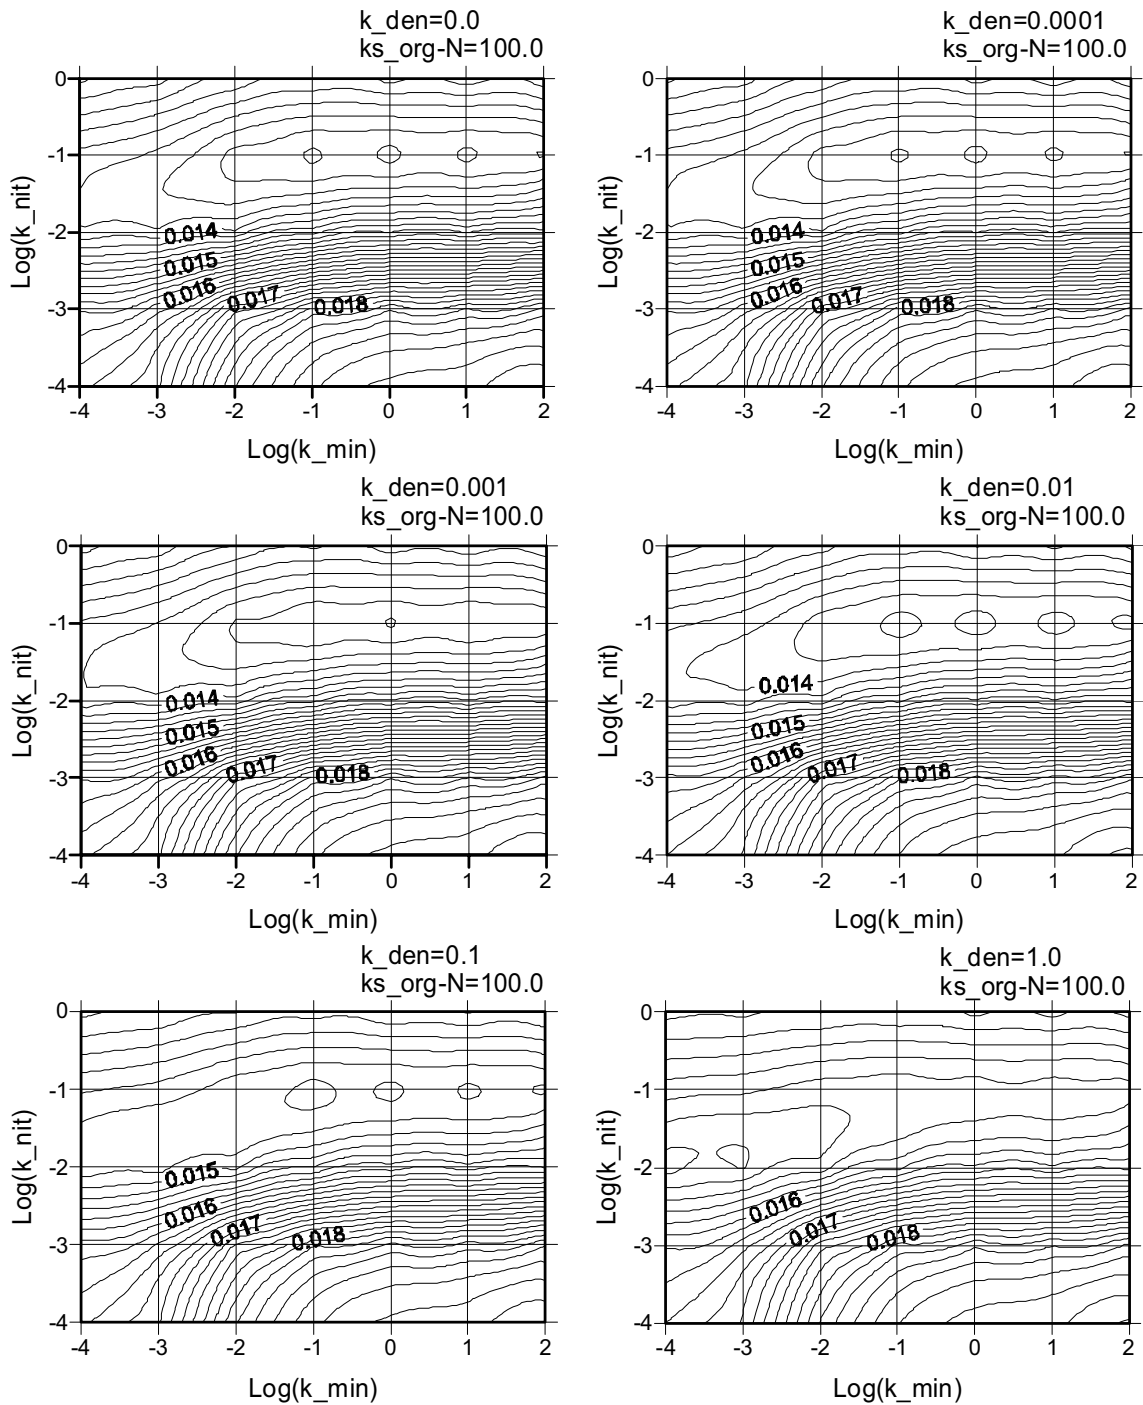 k_den=0.0
ks_org-N=100.0
0
-1
-2
-3
-4
Log(k_nit)
0.014
0.015
0.016
0.017
0.018
-4 -3 -2 -1 0 1 2
Log(k_min)
k_den=0.0001
ks_org-N=100.0
0
-1
-2
-3
-4
Log(k_nit)
0.014
0.015
0.016
0.017
0.018
-4 -3 -2 -1 0 1 2
Log(k_min)
k_den=0.001
ks_org-N=100.0
0
-1
-2
-3
-4
Log(k_nit)
0.014
0.015
0.016
0.017
0.018
-4 -3 -2 -1 0 1 2
Log(k_min)
k_den=0.01
ks_org-N=100.0
0
-1
-2
-3
-4
Log(k_nit)
0.014
0.015
0.016
0.017
0.018
-4 -3 -2 -1 0 1 2
Log(k_min)
k_den=0.1
ks_org-N=100.0
0
-1
-2
-3
-4
Log(k_nit)
0.015
0.016
0.017
0.018
-4 -3 -2 -1 0 1 2
Log(k_min)
k_den=1.0
ks_org-N=100.0
0
-1
-2
-3
-4
Log(k_nit)
0.016
0.017
0.018
-4 -3 -2 -1 0 1 2
Log(k_min)